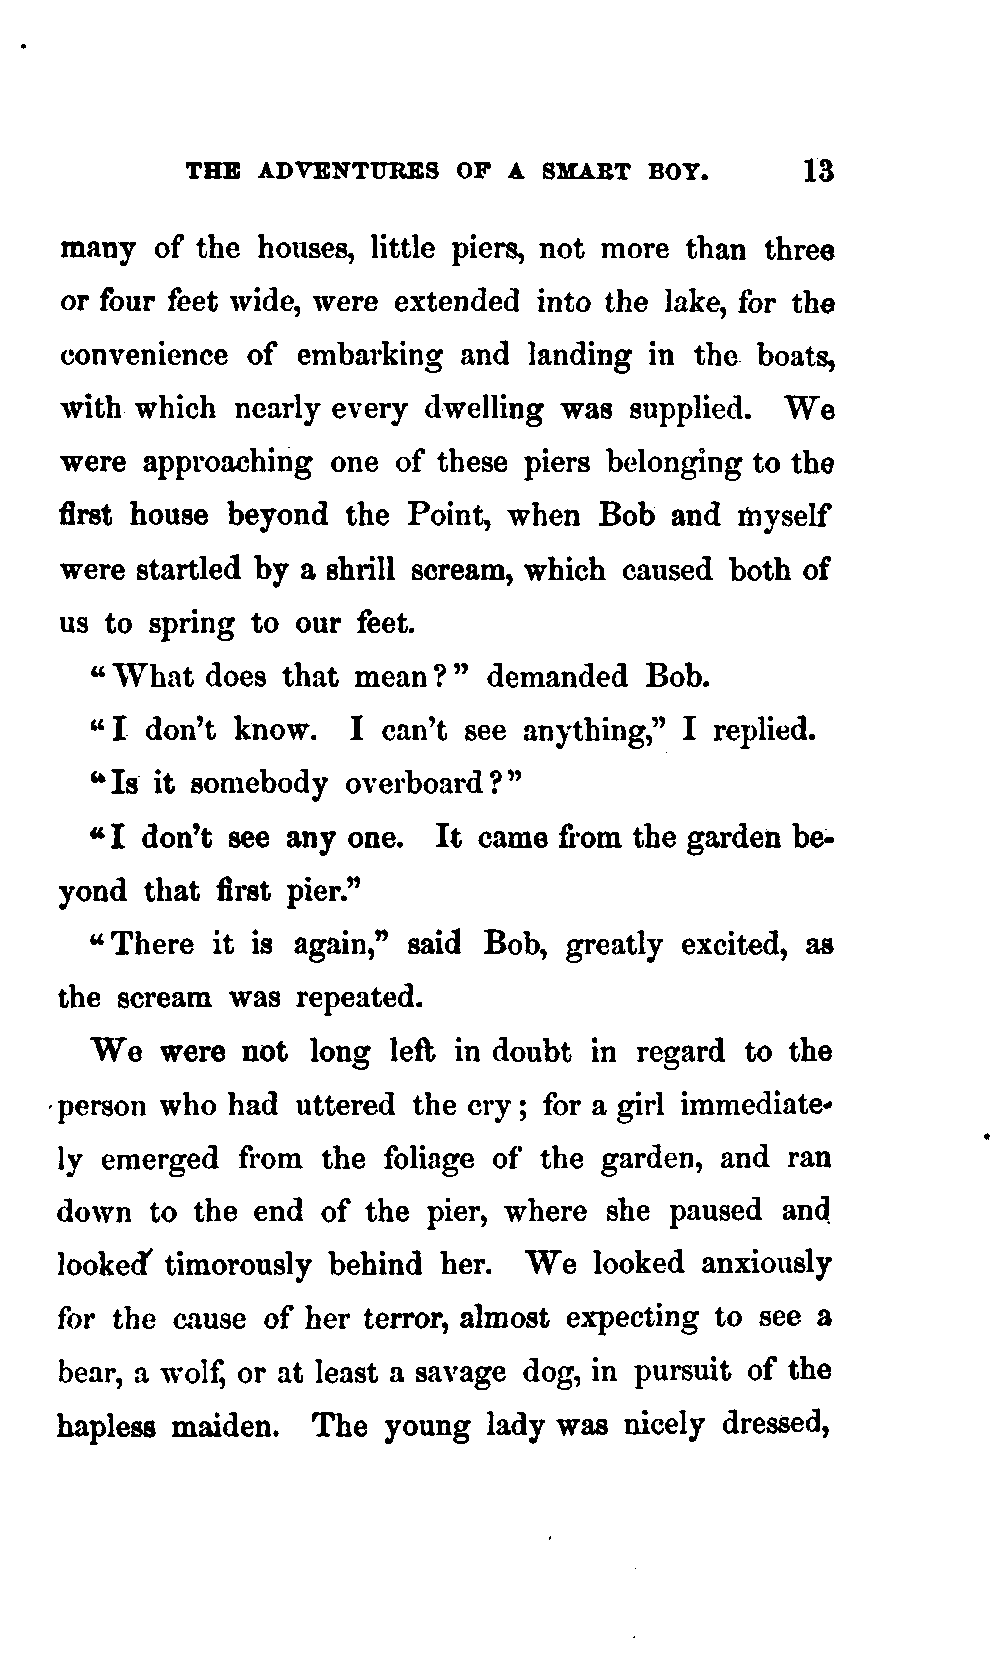 THE ADVENTURES OF A SMART BOY. 13
many of the houses, little piers, not more than three
or four feet wide, were extended into the lake, for the
convenience of embarking and landing in the boats,
with which nearly every dwelling was supplied. We
were approaching one of these piers belonging to the
first house beyond the Point, when Bob and myself
were startled by a shrill scream, which caused both of
us to spring to our feet.
“What does that mean?” demanded Bob.
“I don’t know. I can’t see anything,” I replied.
“Is it somebody overboard?”
“I don’t see any one. It came from the garden be-
yond that first pier.”
“There it is again,” said Bob, greatly excited, as
the scream was repeated.
We were not long left in doubt in regard to the
person who had uttered the cry; for a girl immediate-
ly emerged from the foliage of the garden, and ran
down to the end of the pier, where she paused and
looked timorously behind her. We looked anxiously
for the cause of her terror, almost expecting to see a
bear, a wolf, or at least a savage dog, in pursuit of the
hapless maiden. The young lady was nicely dressed,